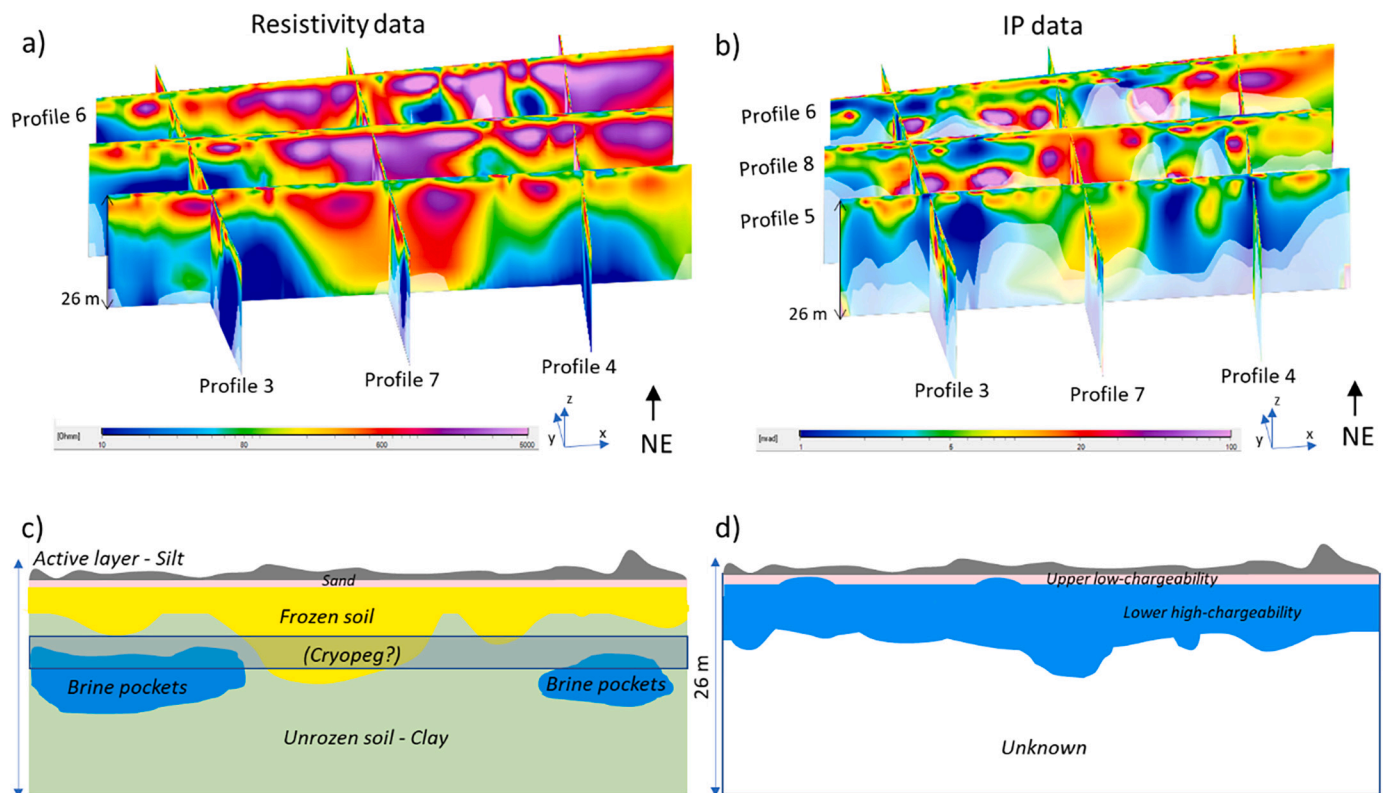 a)
Resistivity data
Profile 6
26 m
Profile 3
Profile 7
Profile 4
z
y
x
NE
[Ohmm]
10
80
600
5000
b)
IP data
Profile 6
Profile 8
Profile 5
26 m
Profile 3
Profile 7
Profile 4
z
y
x
NE
[mrad]
1
5
20
100
c)
Active layer - Silt
Sand
Frozen soil
(Cryopeg?)
Brine pockets
Brine pockets
Unrozen soil - Clay
d)
26 m
Upper low-chargeability
Lower high-chargeability
Unknown